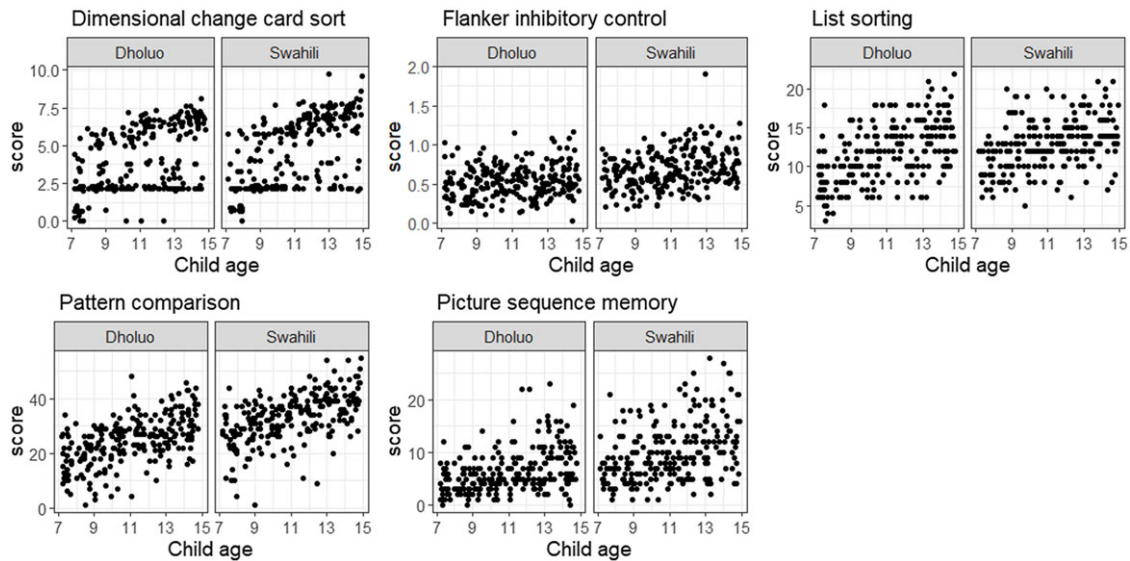 Dimensional change card sort
Dholuo Swahili
10.0
7.5
5.0
2.5
0.0
score
7 9 11 13 15 7 9 11 13 15
Child age
Flanker inhibitory control
Dholuo Swahili
2.0
1.5
1.0
0.5
0.0
score
7 9 11 13 15 7 9 11 13 15
Child age
List sorting
Dholuo Swahili
20
15
10
5
score
7 9 11 13 15 7 9 11 13 15
Child age
Pattern comparison
Dholuo Swahili
40
20
0
score
7 9 11 13 15 7 9 11 13 15
Child age
Picture sequence memory
Dholuo Swahili
20
10
0
score
7 9 11 13 15 7 9 11 13 15
Child age